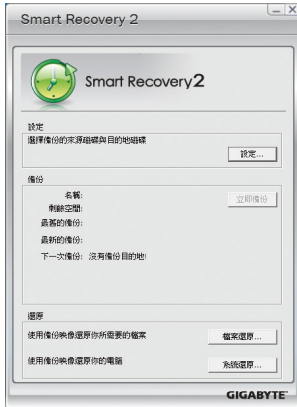 Smart Recovery 2
Smart Recovery2
設定
選擇備份的來源磁碟與目的地磁碟
設定...
備份
名稱:
立即備份
剩餘空間:
最舊的備份:
最新的備份:
下一次備份: 沒有備份目的地!
還原
使用備份映像還原你所需要的檔案
檔案還原...
使用備份映像還原你的電腦
系統還原...
GIGABYTE